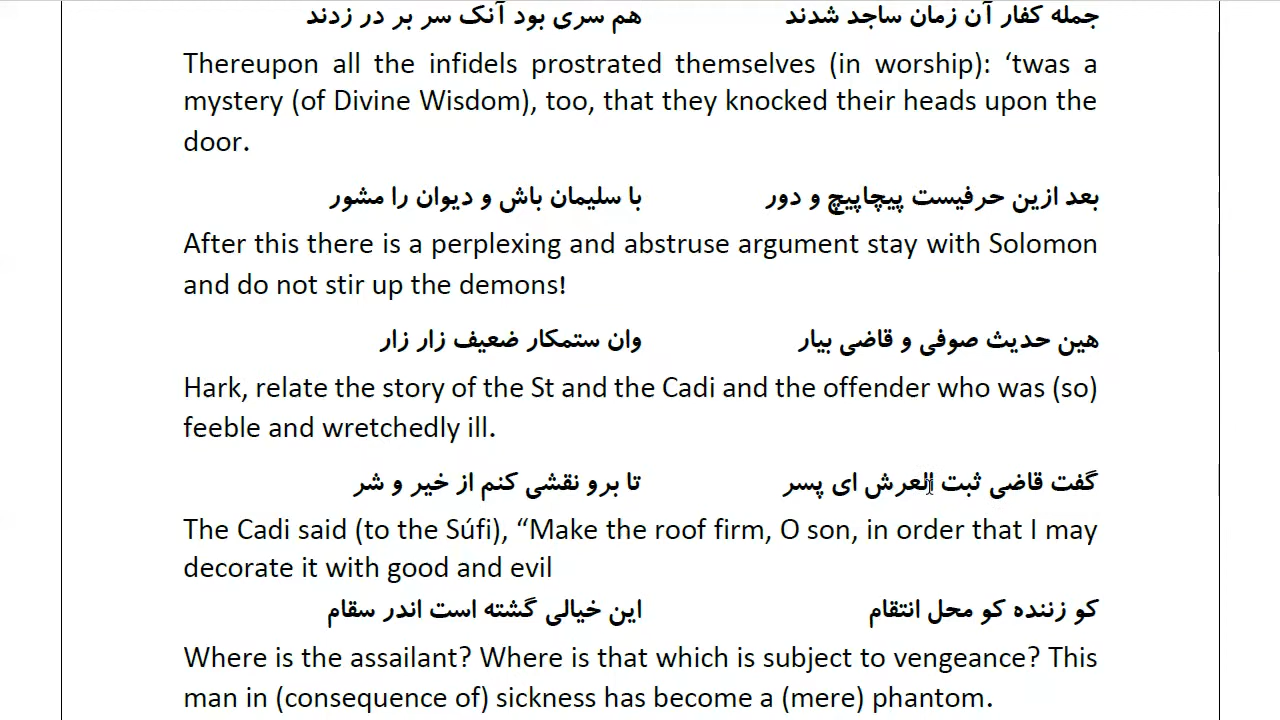 جمله کفار آن زمان ساجد شدند هم سری بود آنک سر بر در زدند
Thereupon all the infidels prostrated themselves (in worship): ‘twas a
mystery (of Divine Wisdom), too, that they knocked their heads upon the
door.
بعد ازین حرفیست پیچاپیچ و دور با سلیمان باش و دیوان را مشور
After this there is a perplexing and abstruse argument stay with Solomon
and do not stir up the demons!
هین حدیث صوفی و قاضی بیار وان ستمکار ضعیف زار زار
Hark, relate the story of the St and the Cadi and the offender who was (so)
feeble and wretchedly ill.
گفت قاضی ثبت العرش ای پسر تا برو نقشی کنم از خیر و شر
The Cadi said (to the Súfi), “Make the roof firm, O son, in order that I may
decorate it with good and evil
کو زننده کو محل انتقام این خیالی گشته است اندر سقام
Where is the assailant? Where is that which is subject to vengeance? This
man in (consequence of) sickness has become a (mere) phantom.